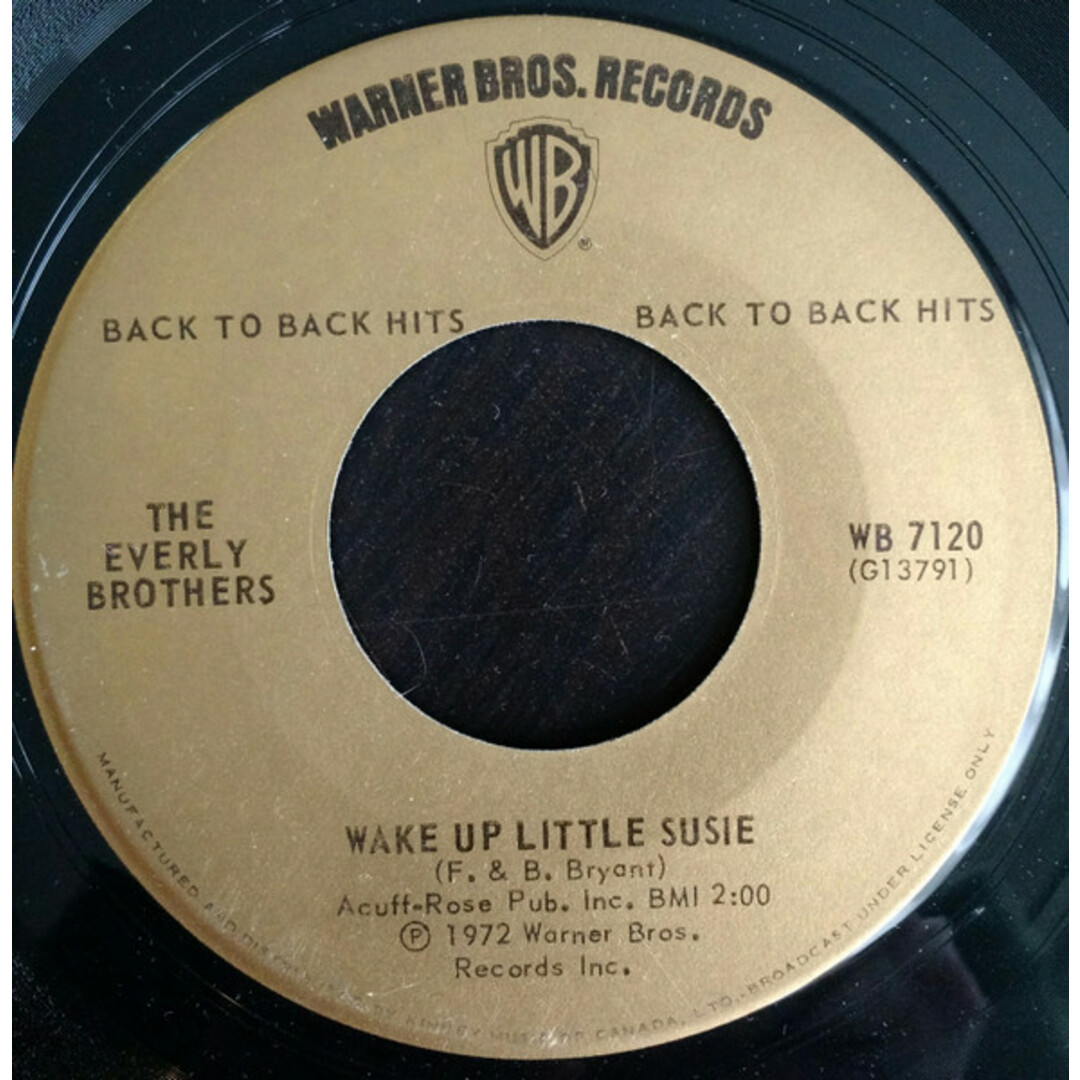 WARNER BROS. RECORDS
WB
®
BACK TO BACK HITS
BACK TO BACK HITS
THE
EVERLY
BROTHERS
WB 7120
(G13791)
WAKE UP LITTLE SUSIE
(F. & B. Bryant)
Acuff-Rose Pub. Inc. BMI 2:00
Ⓟ 1972 Warner Bros.
Records Inc.
MANUFACTURED AND CANADA, LTD.-BROADCAST UNDER LICENSE ONLY